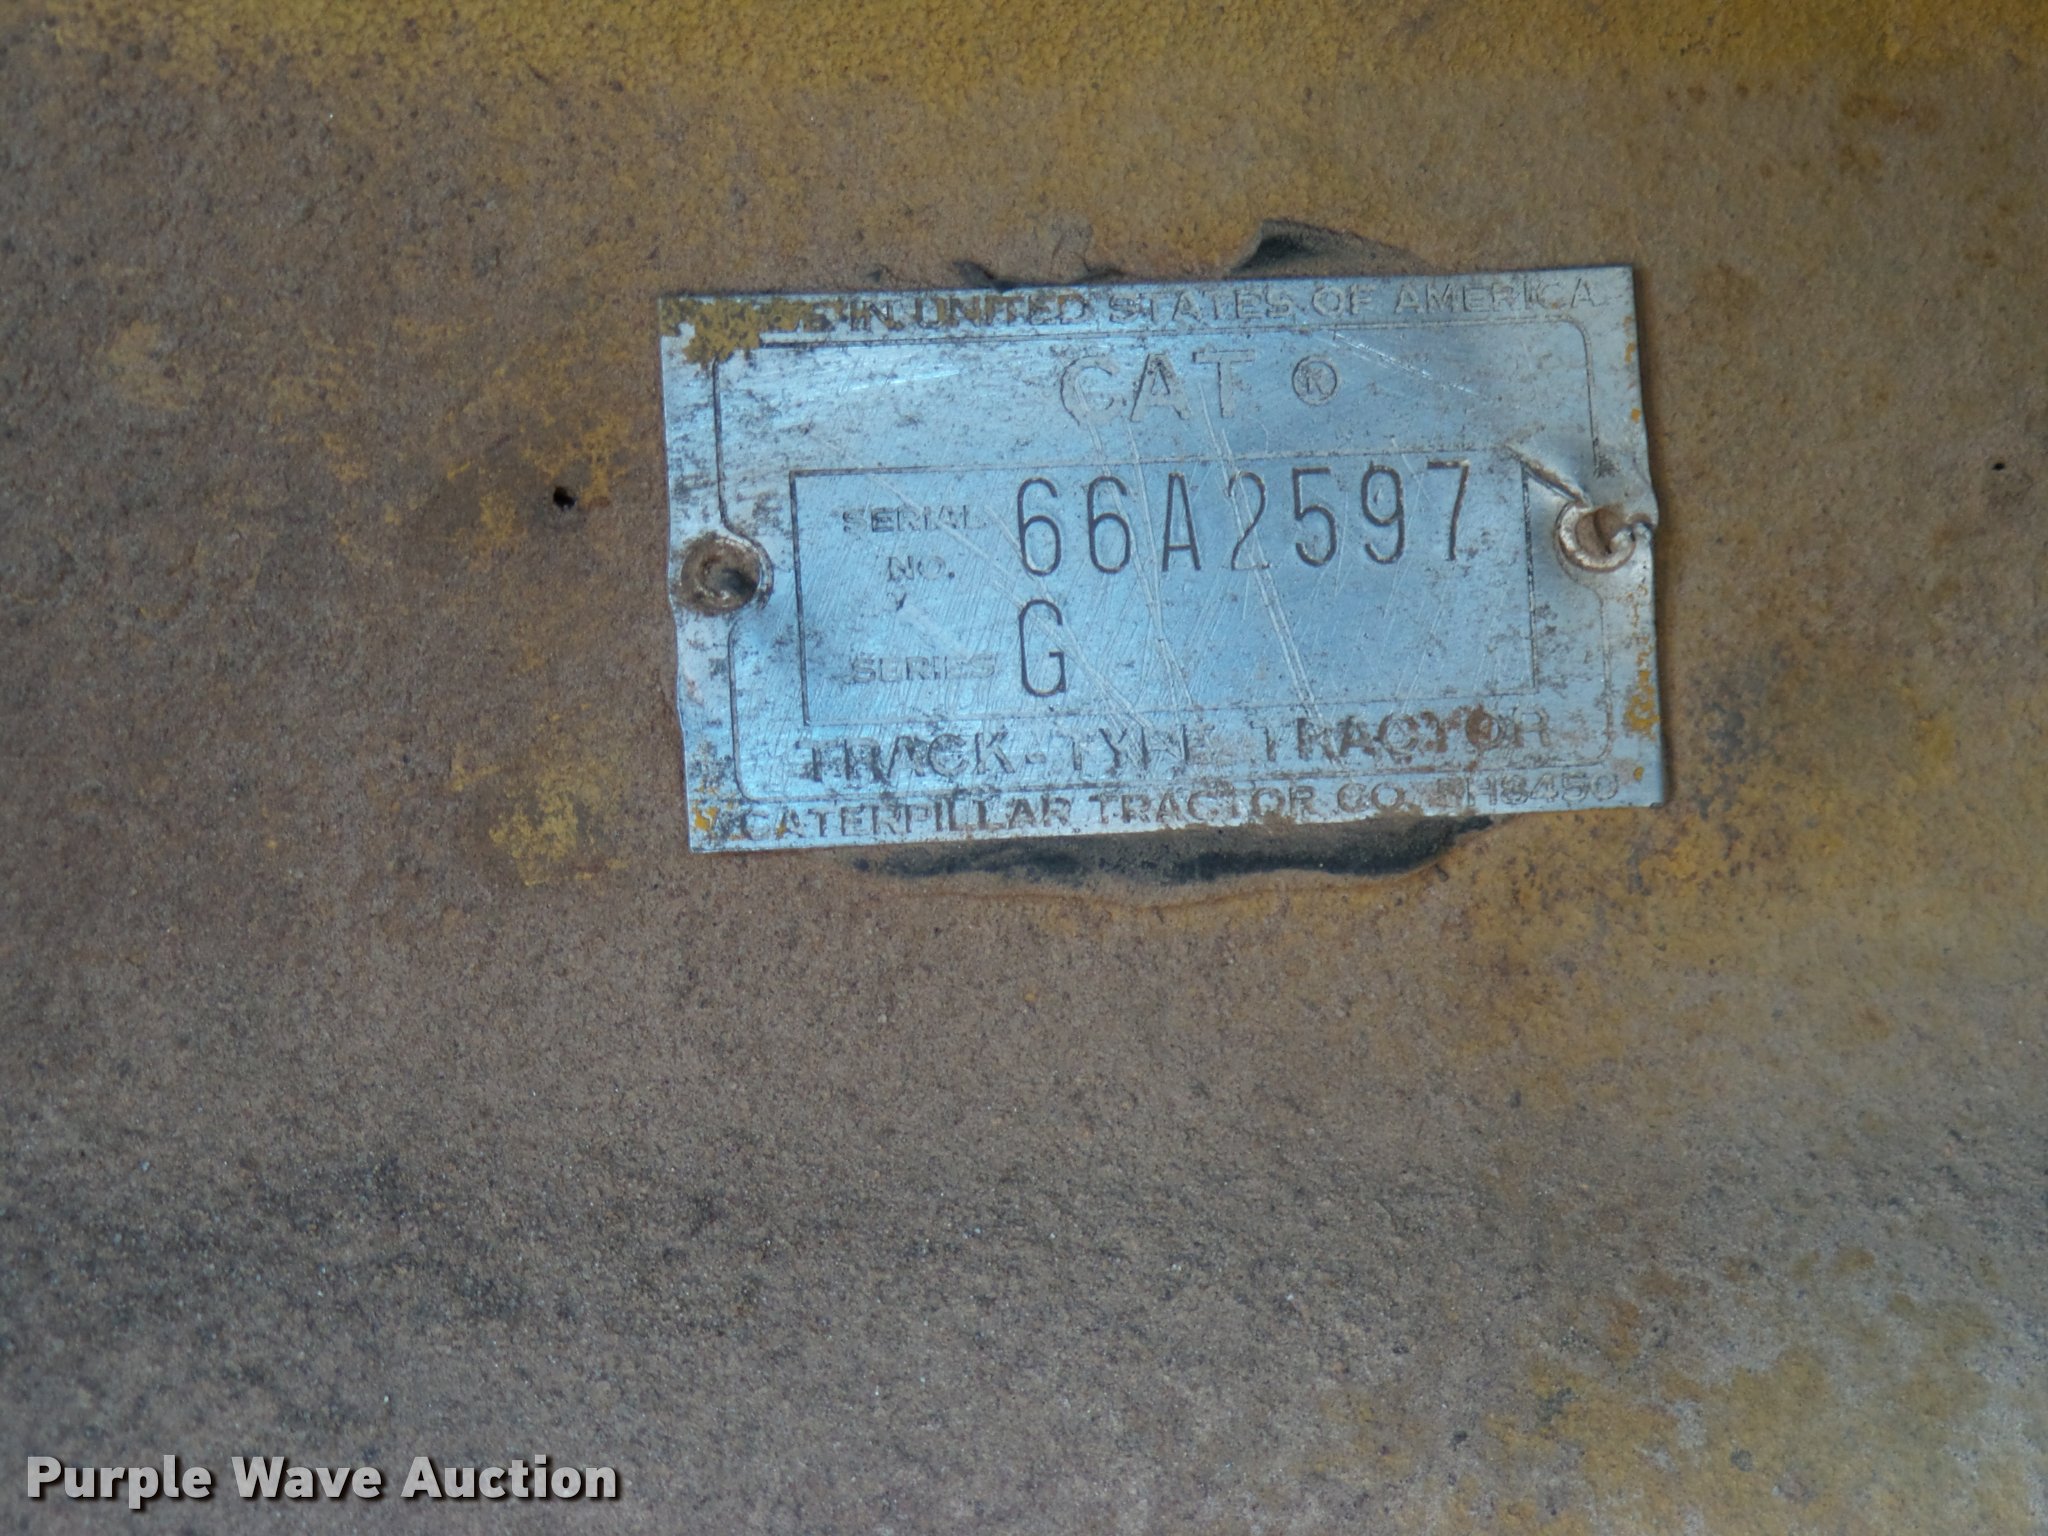 IN UNITED STATES OF AMERICA
CAT ®
SERIAL NO. 66A2597
SERIES G
TRACK-TYPE TRACTOR
CATERPILLAR TRACTOR CO.
Purple Wave Auction